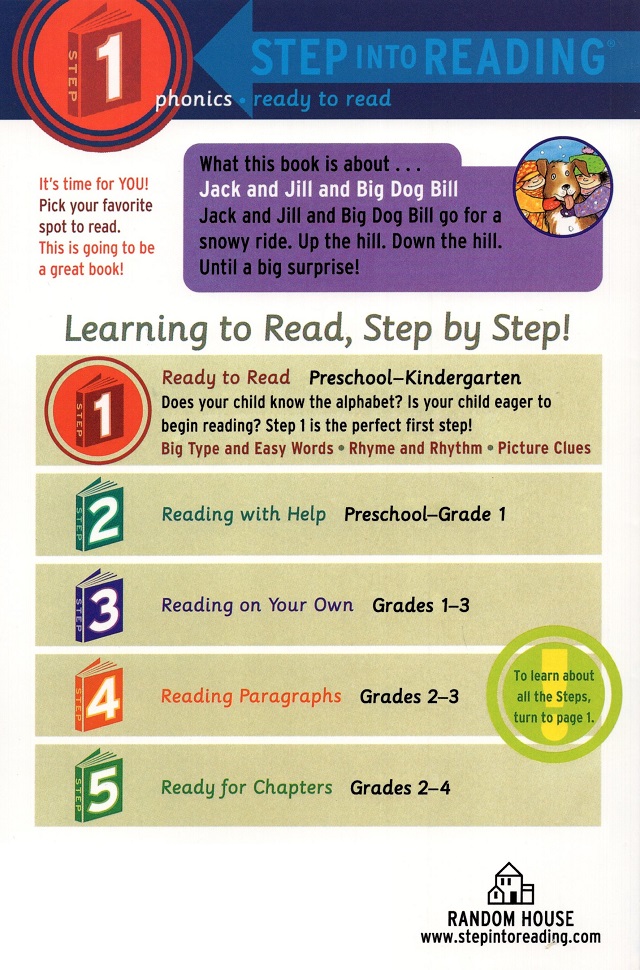 STEP 1
STEP INTO READING®
phonics • ready to read
It's time for YOU!
Pick your favorite
spot to read.
This is going to be
a great book!
What this book is about . . .
Jack and Jill and Big Dog Bill
Jack and Jill and Big Dog Bill go for a
snowy ride. Up the hill. Down the hill.
Until a big surprise!
Learning to Read, Step by Step!
STEP 1
Ready to Read Preschool–Kindergarten
Does your child know the alphabet? Is your child eager to
begin reading? Step 1 is the perfect first step!
Big Type and Easy Words • Rhyme and Rhythm • Picture Clues
STEP 2
Reading with Help Preschool–Grade 1
STEP 3
Reading on Your Own Grades 1–3
STEP 4
Reading Paragraphs Grades 2–3
To learn about
all the Steps,
turn to page 1.
STEP 5
Ready for Chapters Grades 2–4
RANDOM HOUSE
www.stepintoreading.com